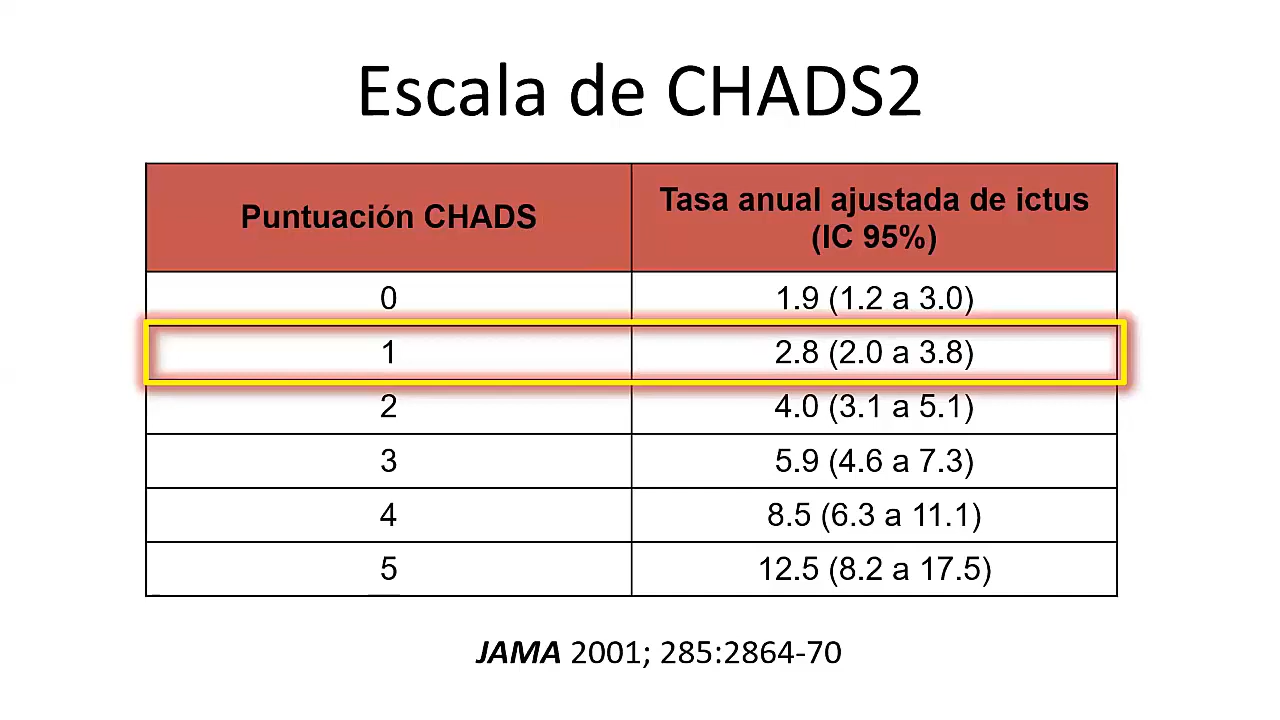 Escala de CHADS2
Puntuación CHADS
Tasa anual ajustada de ictus
(IC 95%)
0 1.9 (1.2 a 3.0)
1 2.8 (2.0 a 3.8)
2 4.0 (3.1 a 5.1)
3 5.9 (4.6 a 7.3)
4 8.5 (6.3 a 11.1)
5 12.5 (8.2 a 17.5)
JAMA 2001; 285:2864-70